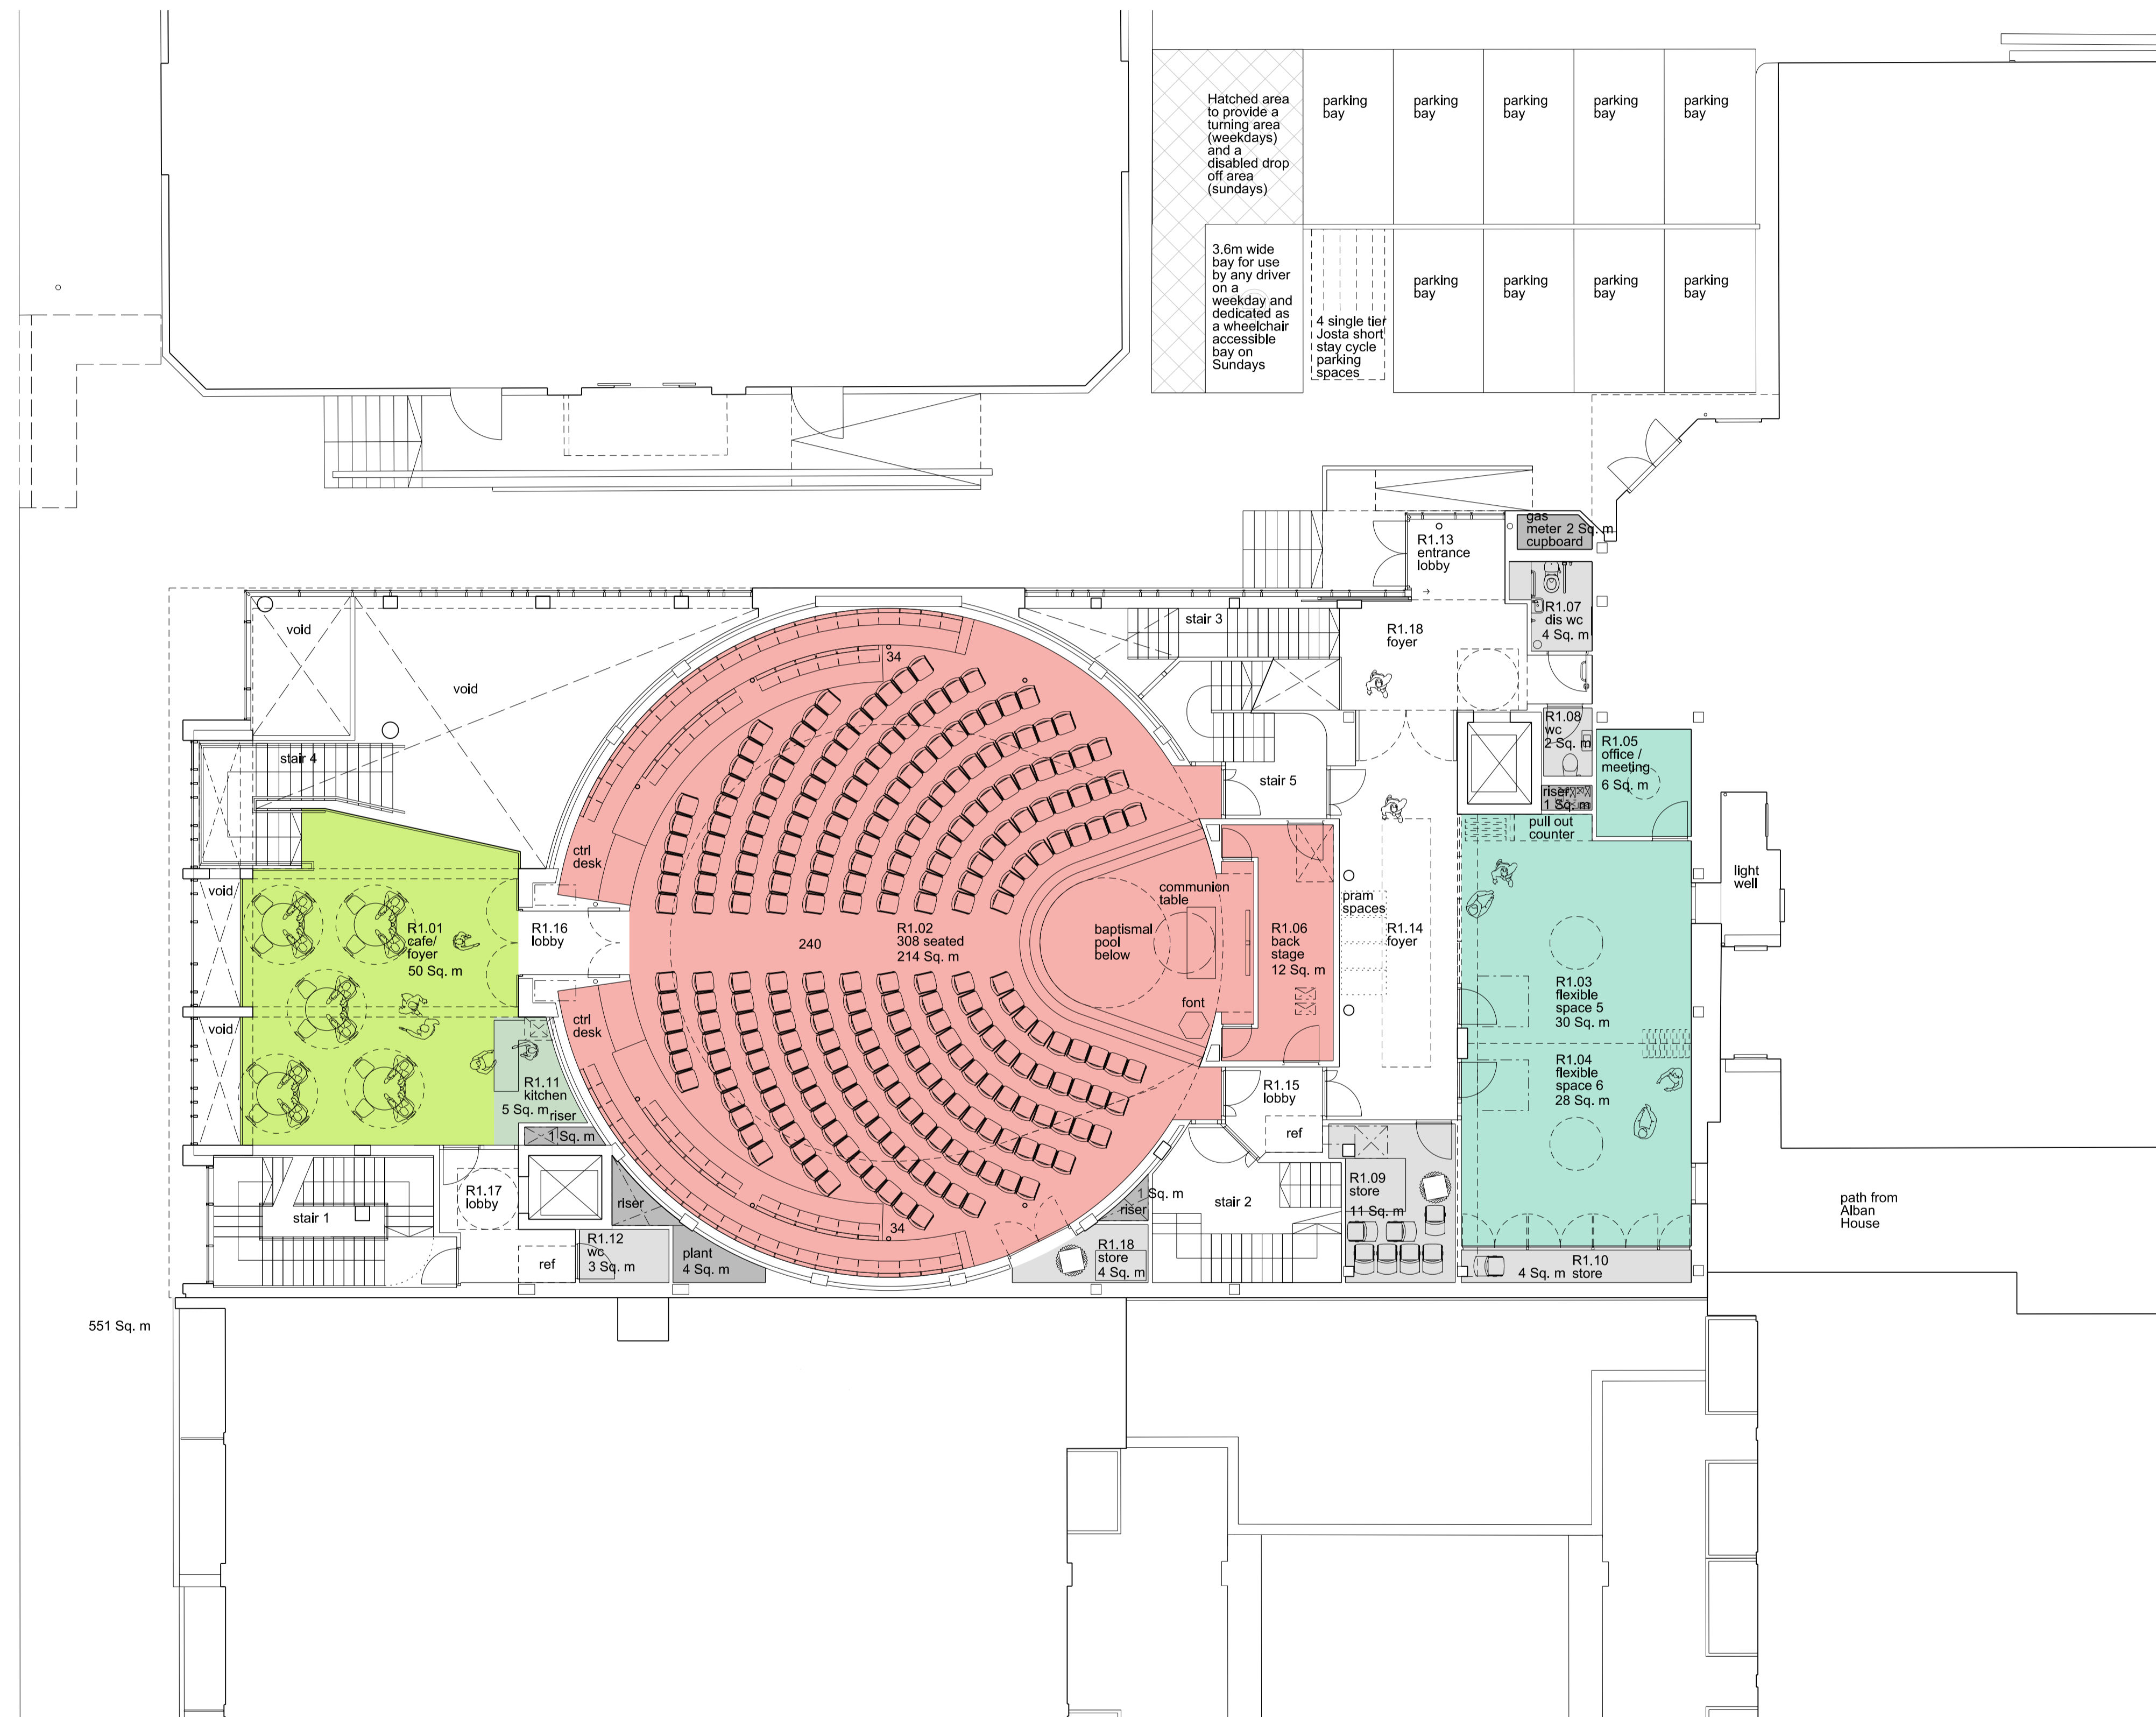 Hatched area
to provide a
turning area
(weekdays)
and a
disabled drop
off area
(sundays)
parking
bay
parking
bay
parking
bay
parking
bay
parking
bay
3.6m wide
bay for use
by any driver
on a
weekday and
dedicated as
a wheelchair
accessible
bay on
Sundays
4 single tier
Josta short
stay cycle
parking
spaces
parking
bay
parking
bay
parking
bay
parking
bay
R1.13
entrance
lobby
gas
meter 2 Sq. m
cupboard
R1.07
dis wc
4 Sq. m
stair 3
R1.18
foyer
void
void
34
R1.08
wc
2 Sq. m
R1.05
office /
meeting
6 Sq. m
stair 4
stair 5
riser
1 Sq. m
pull out
counter
ctrl
desk
light
well
void
communion
table
pram
spaces
R1.01
cafe/
foyer
50 Sq. m
R1.16
lobby
240
R1.02
308 seated
214 Sq. m
baptismal
pool
below
R1.06
back
stage
12 Sq. m
R1.14
foyer
font
R1.03
flexible
space 5
30 Sq. m
void
ctrl
desk
R1.04
flexible
space 6
28 Sq. m
R1.11
kitchen
5 Sq. m
riser
1 Sq. m
R1.15
lobby
ref
R1.17
lobby
riser
1 Sq. m
riser
stair 2
R1.09
store
11 Sq. m
path from
Alban
House
stair 1
34
R1.12
wc
3 Sq. m
ref
plant
4 Sq. m
R1.18
store
4 Sq. m
R1.10
4 Sq. m store
551 Sq. m